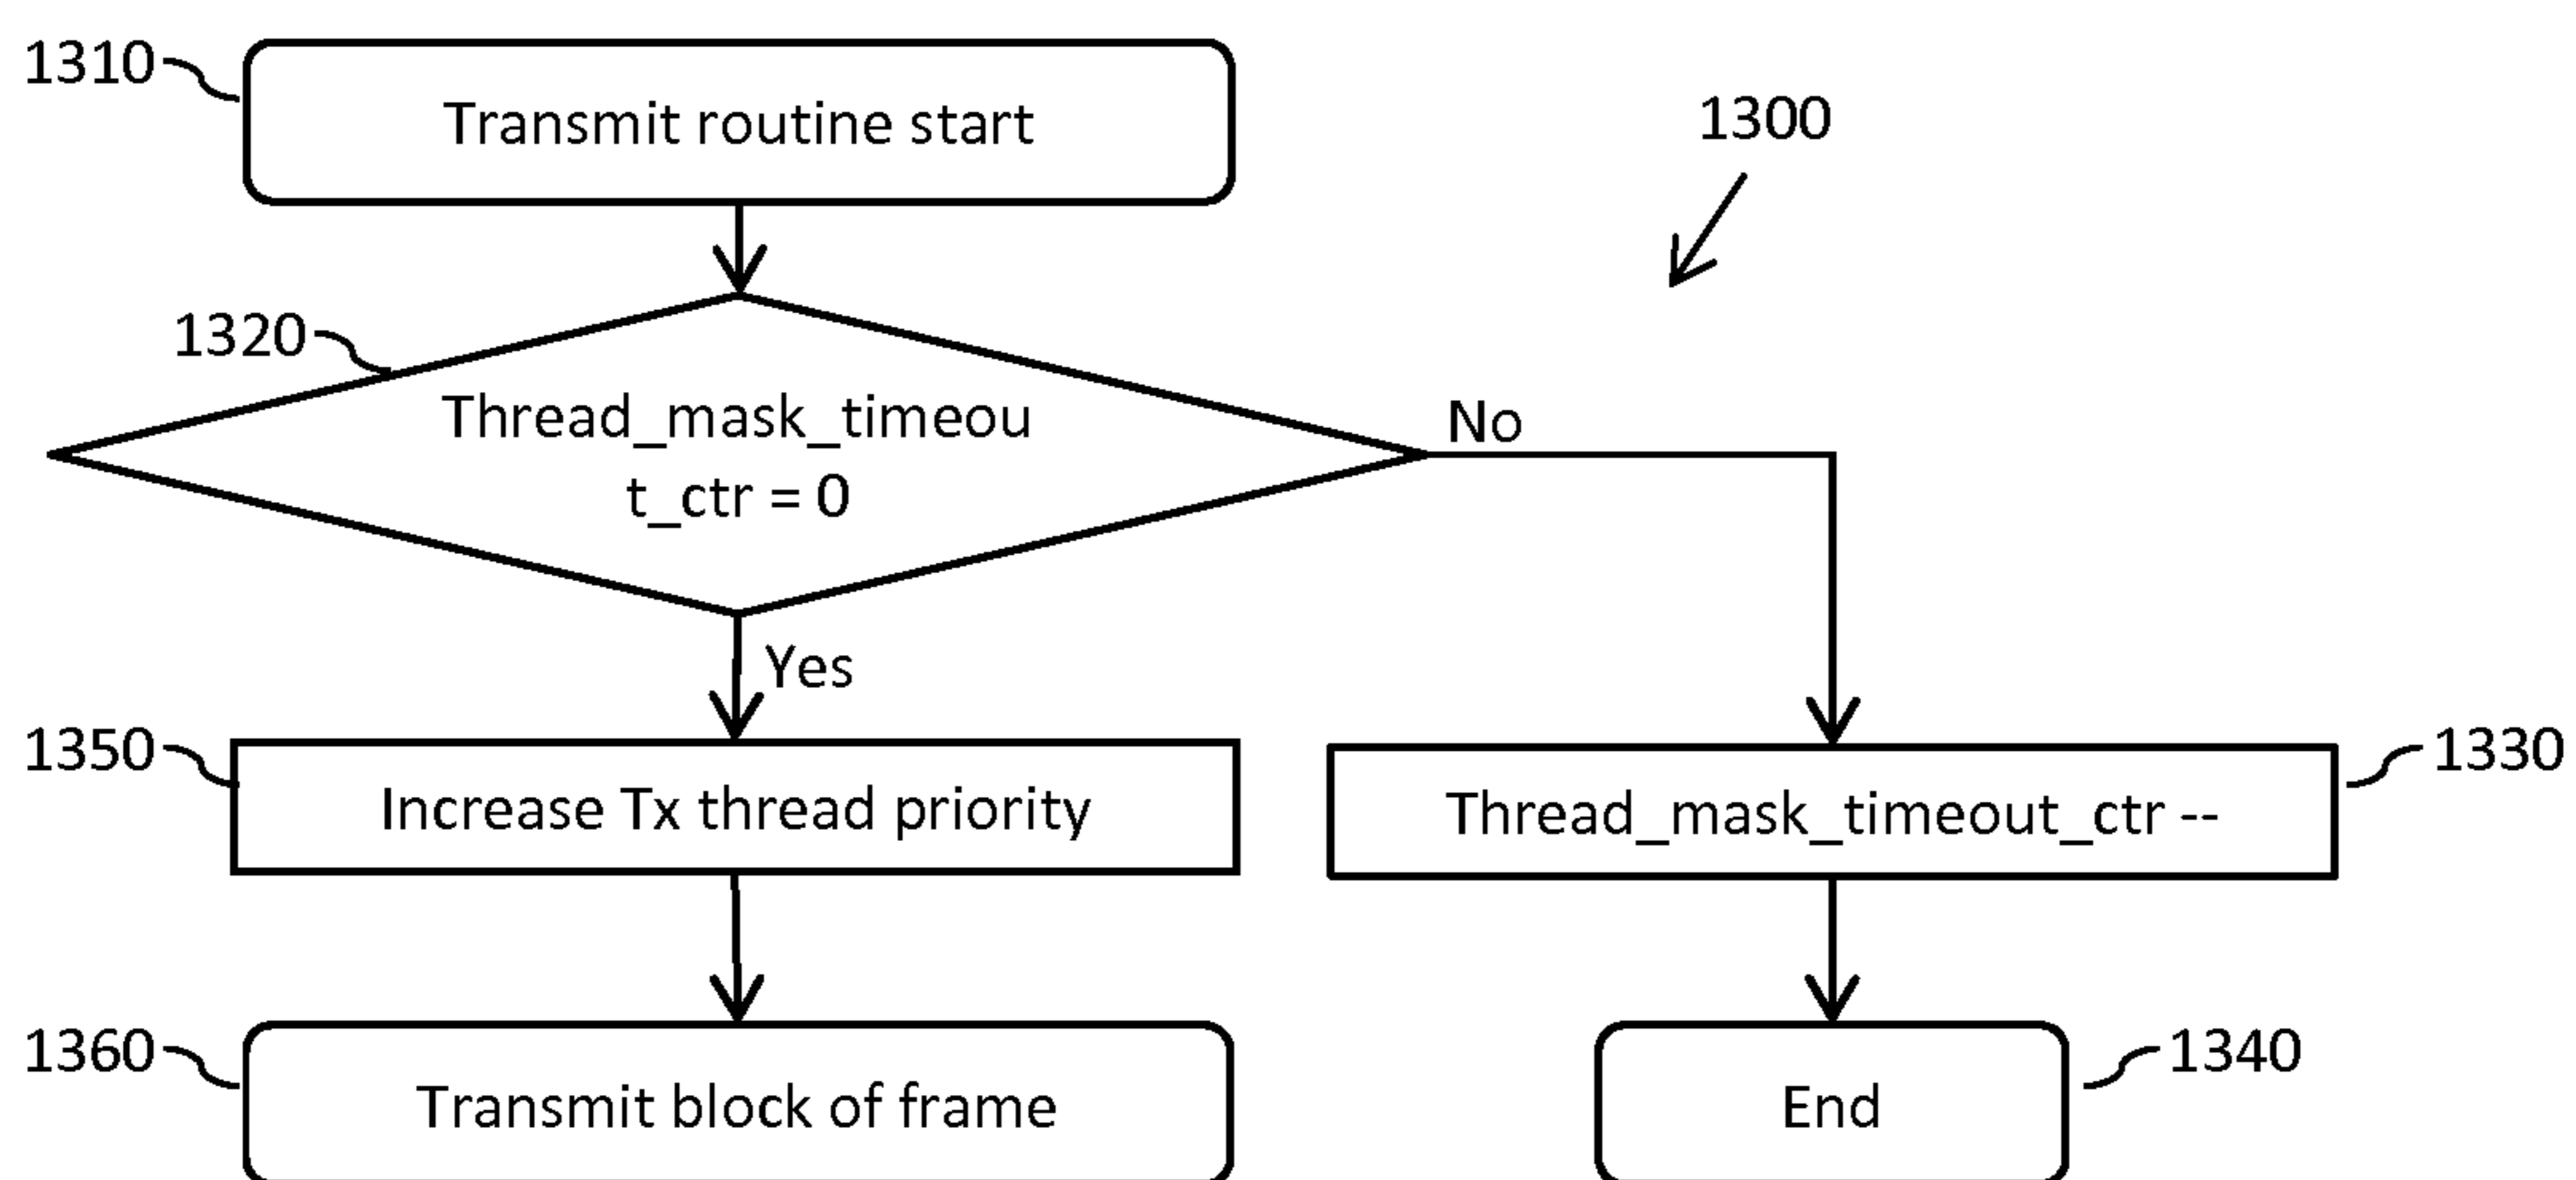 1310
Transmit routine start
1300
1320
Thread_mask_timeou
t_ctr = 0
No
Yes
1350
Increase Tx thread priority
Thread_mask_timeout_ctr --
1330
1360
Transmit block of frame
End
1340